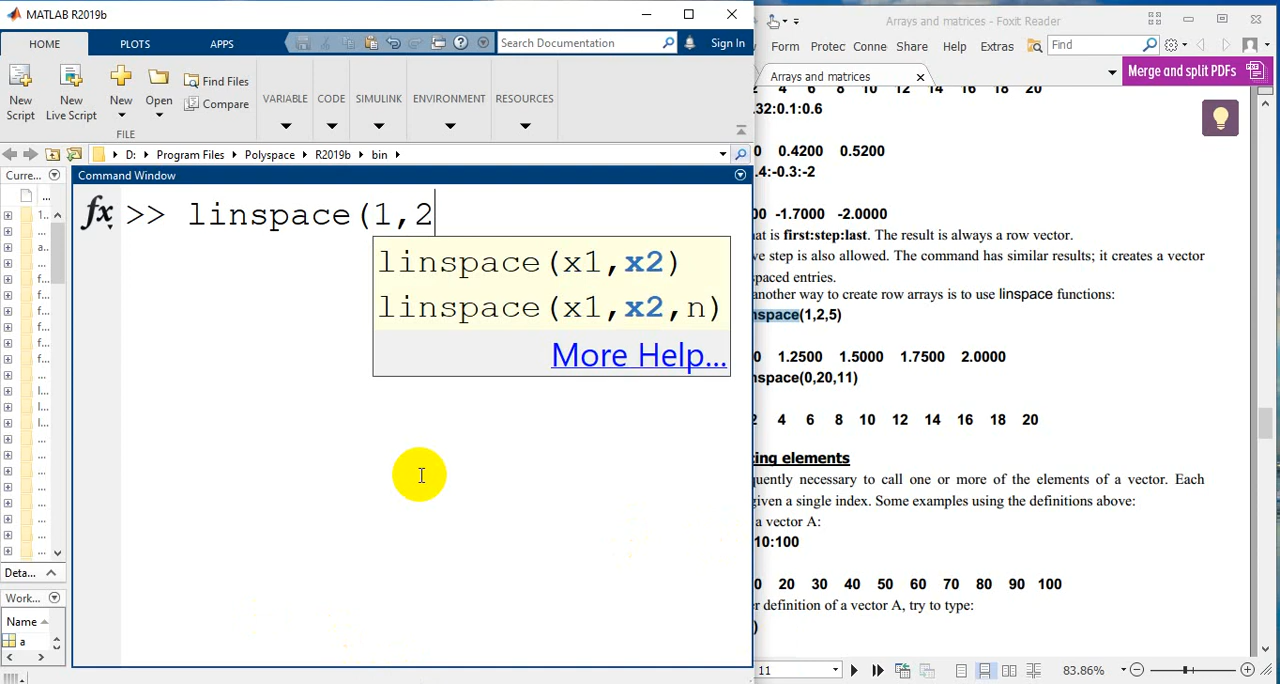 MATLAB R2019b
HOME PLOTS APPS
Search Documentation
Sign In
New Script
New Live Script
New
Open
Find Files
Compare
FILE
VARIABLE
CODE
SIMULINK
ENVIRONMENT
RESOURCES
D: Program Files Polyspace R2019b bin
Curre...
Command Window
...
1...
...
a...
...
f...
f...
f...
f...
f...
l...
l...
Deta...
Work...
Name
a
fx >> linspace(1,2
linspace(x1,x2)
linspace(x1,x2,n)
More Help...
Arrays and matrices - Foxit Reader
Form Protec Conne Share Help Extras Find
Arrays and matrices
Merge and split PDFs
4 6 8 10 12 14 16 18 20
.32:0.1:0.6
0 0.4200 0.5200
.4:-0.3:-2
00 -1.7000 -2.0000
hat is first:step:last. The result is always a row vector.
ve step is also allowed. The command has similar results; it creates a vector
spaced entries.
another way to create row arrays is to use linspace functions:
nspace(1,2,5)
0 1.2500 1.5000 1.7500 2.0000
nspace(0,20,11)
2 4 6 8 10 12 14 16 18 20
cing elements
quently necessary to call one or more of the elements of a vector. Each
given a single index. Some examples using the definitions above:
a vector A:
10:100
0 20 30 40 50 60 70 80 90 100
er definition of a vector A, try to type:
)
11
83.86%